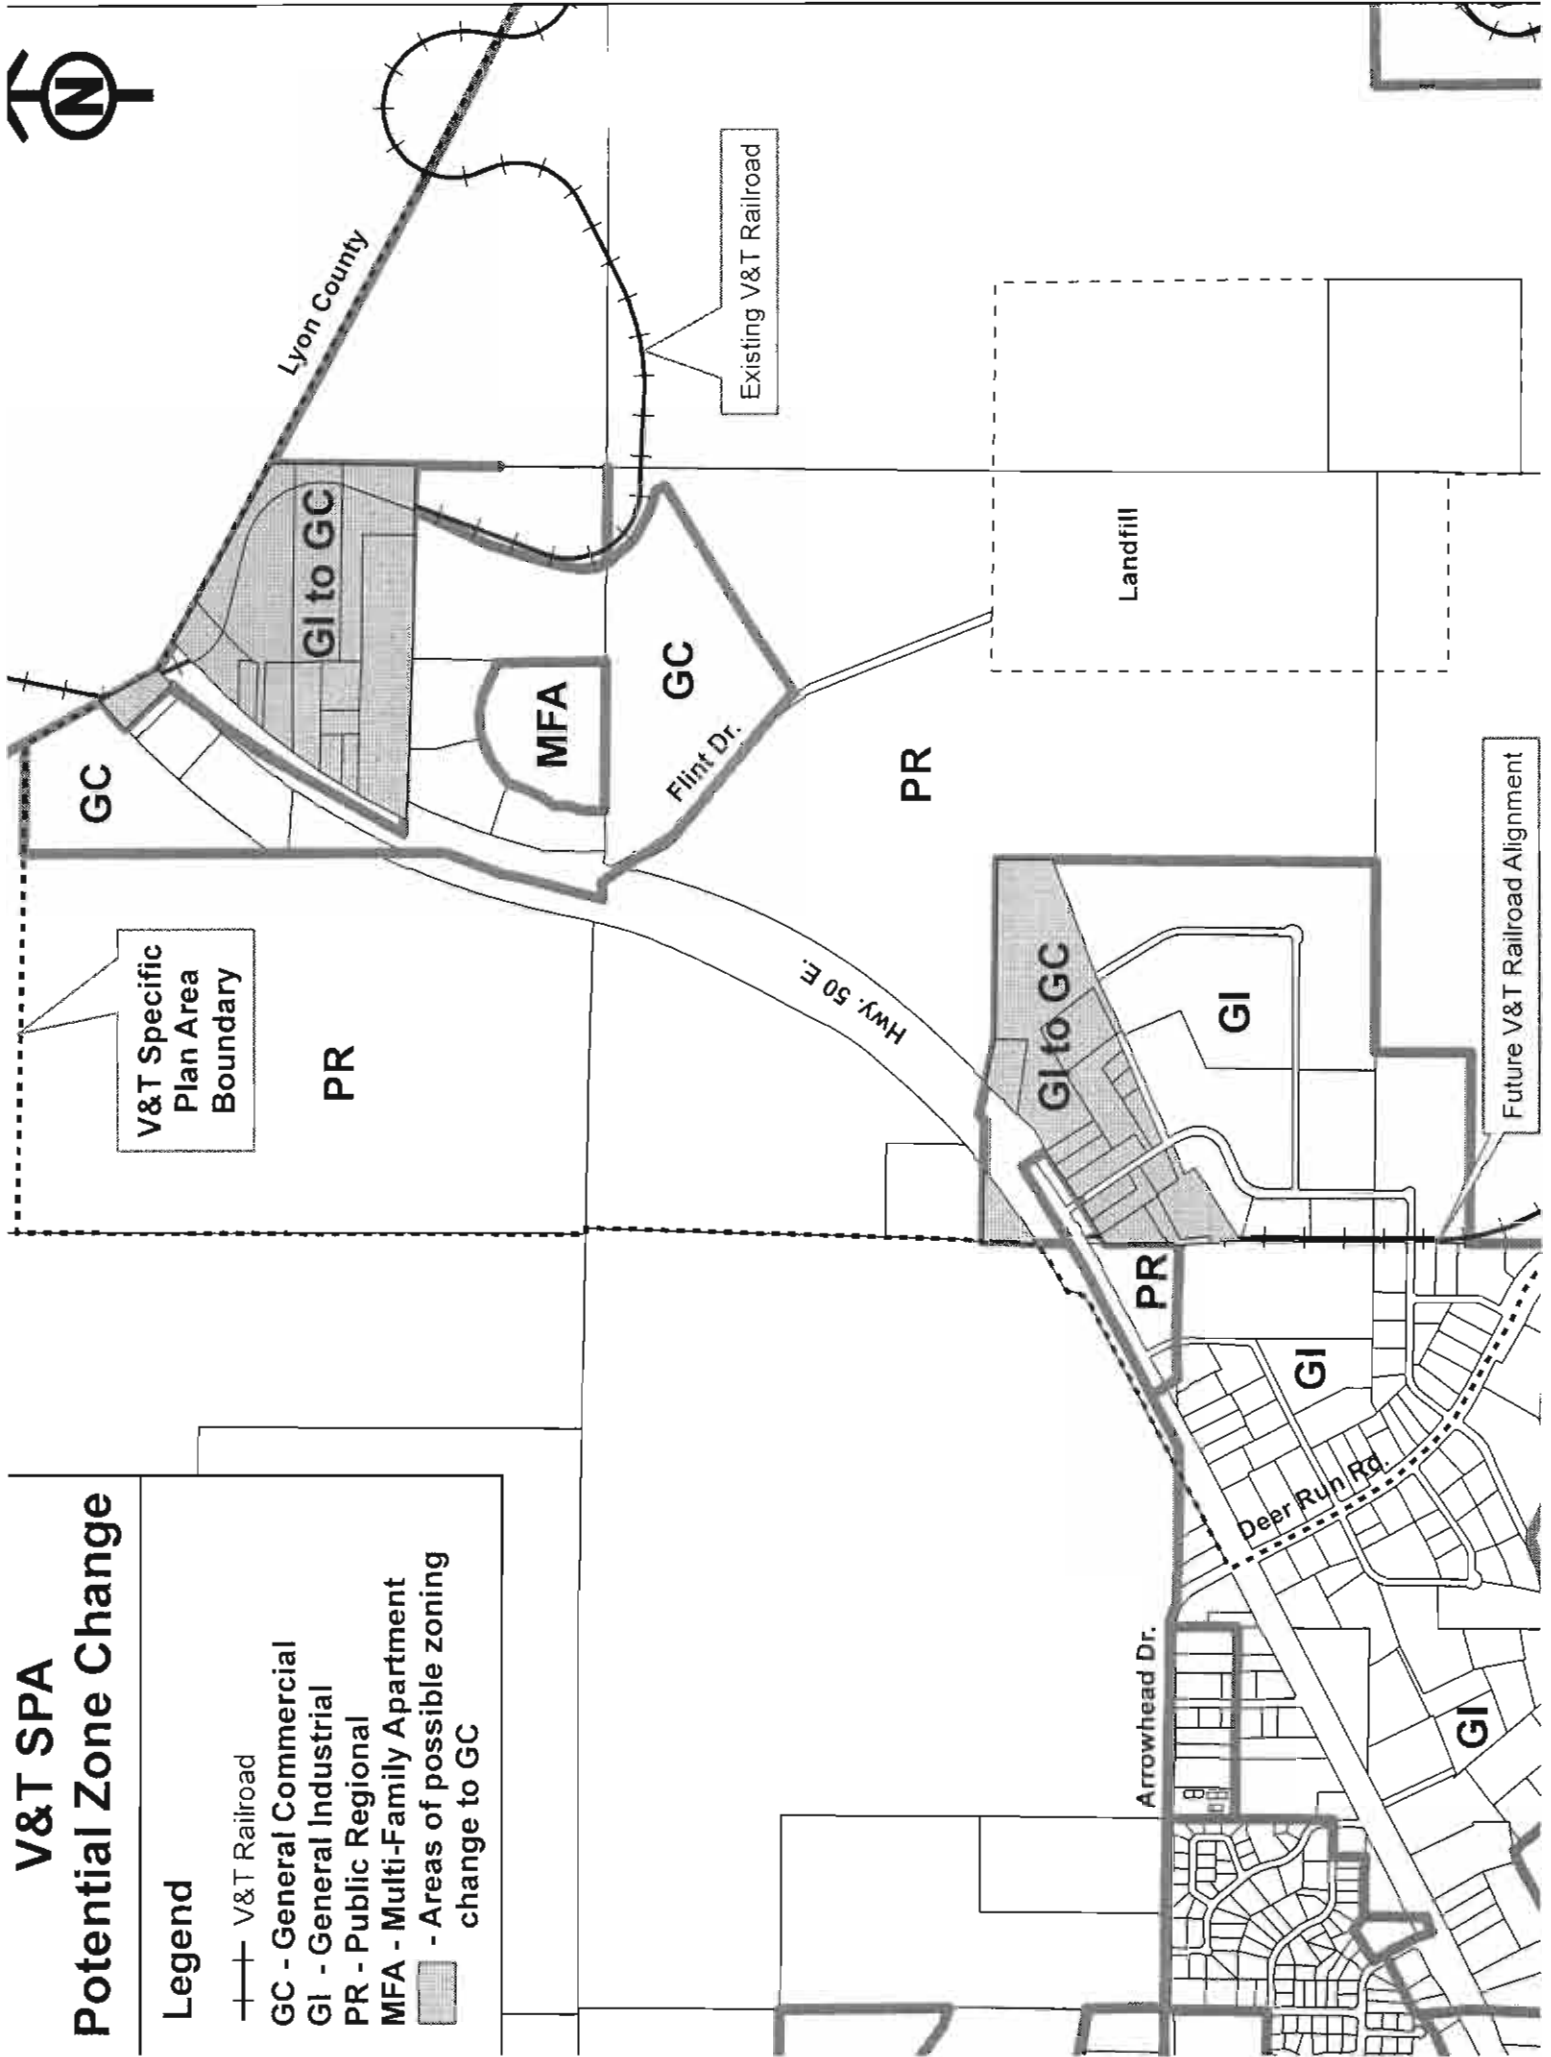 V&T SPA
Potential Zone Change
Legend
V&T Railroad
GC - General Commercial
GI - General Industrial
PR - Public Regional
MFA - Multi-Family Apartment
- Areas of possible zoning
change to GC
N
V&T Specific
Plan Area
Boundary
GC
Lyon County
GI to GC
PR
MFA
GC
Flint Dr.
Existing V&T Railroad
Hwy. 50 E.
PR
Landfill
GI to GC
GI
PR
GI
Arrowhead Dr.
Deer Run Rd.
GI
Future V&T Railroad Alignment